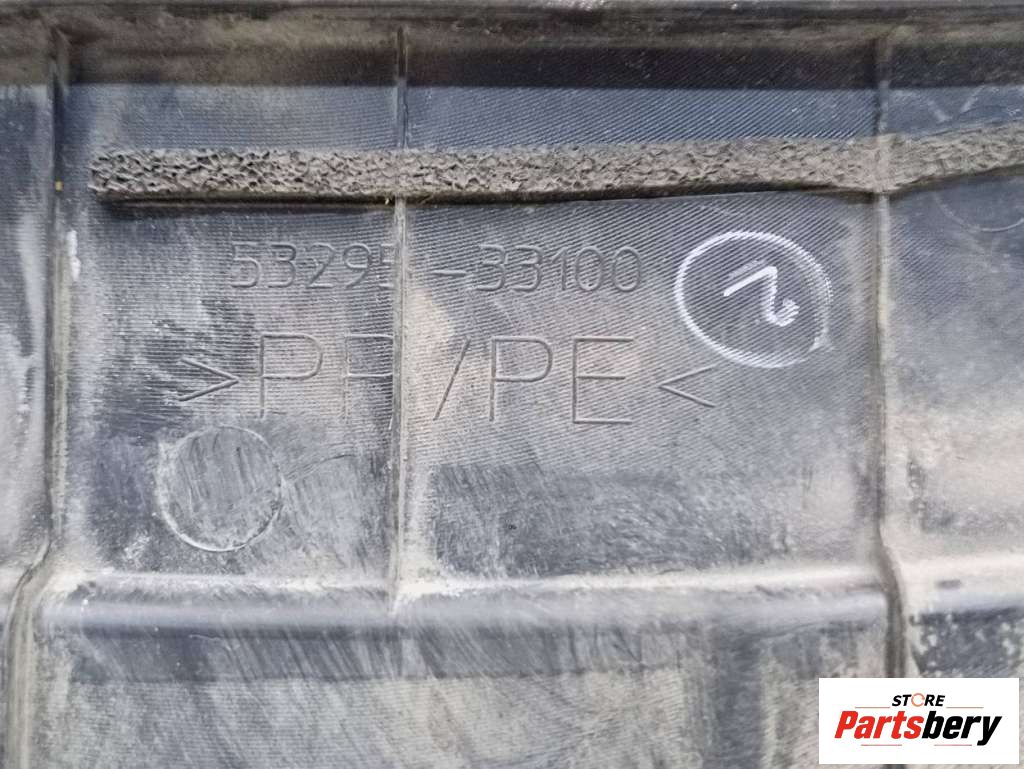 53295-33100
>PP/PE<
2
STORE
Partsbery